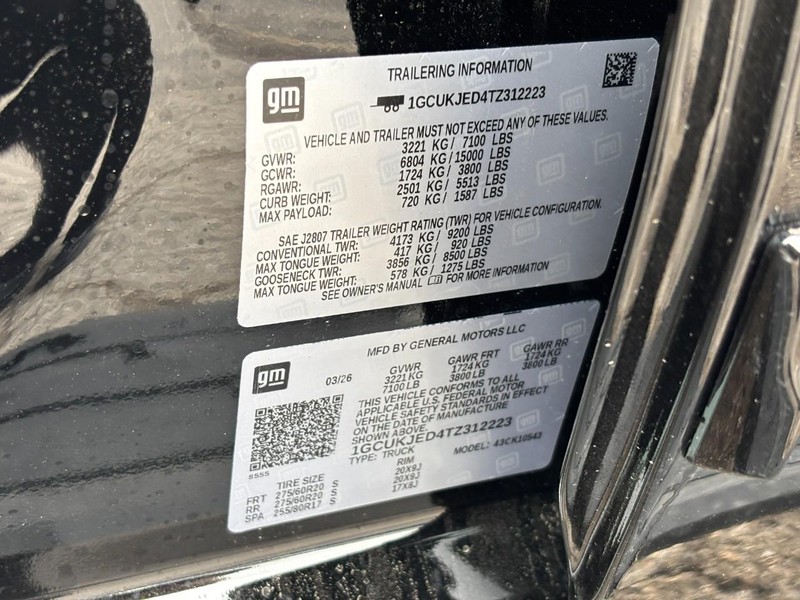 gm
TRAILERING INFORMATION
1GCUKJED4TZ312223
VEHICLE AND TRAILER MUST NOT EXCEED ANY OF THESE VALUES.
GVWR: 3221 KG / 7100 LBS
GCWR: 6804 KG / 15000 LBS
RGAWR: 1724 KG / 3800 LBS
CURB WEIGHT: 2501 KG / 5513 LBS
MAX PAYLOAD: 720 KG / 1587 LBS
SAE J2807 TRAILER WEIGHT RATING (TWR) FOR VEHICLE CONFIGURATION.
CONVENTIONAL TWR: 4173 KG / 9200 LBS
MAX TONGUE WEIGHT: 417 KG / 920 LBS
GOOSENECK TWR: 3856 KG / 8500 LBS
MAX TONGUE WEIGHT: 578 KG / 1275 LBS
SEE OWNER'S MANUAL FOR MORE INFORMATION
gm
MFD BY GENERAL MOTORS LLC
03/26 GVWR GAWR FRT GAWR RR
3221 KG 1724 KG 1724 KG
7100 LB 3800 LB 3800 LB
THIS VEHICLE CONFORMS TO ALL
APPLICABLE U.S. FEDERAL MOTOR
VEHICLE SAFETY STANDARDS IN EFFECT
ON THE DATE OF MANUFACTURE
SHOWN ABOVE.
1GCUKJED4TZ312223
TYPE: TRUCK MODEL: 43CK10543
SSSS
TIRE SIZE RIM
FRT 275/60R20 S 20X9J
RR 275/60R20 S 20X9J
SPA 255/80R17 S 17X8J